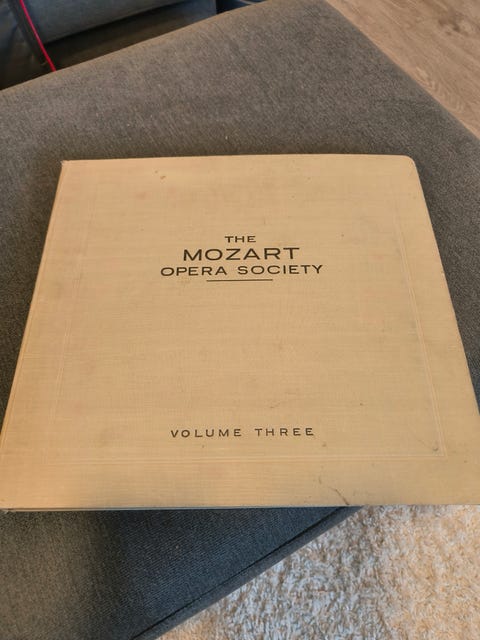 THE
MOZART
OPERA SOCIETY
VOLUME THREE